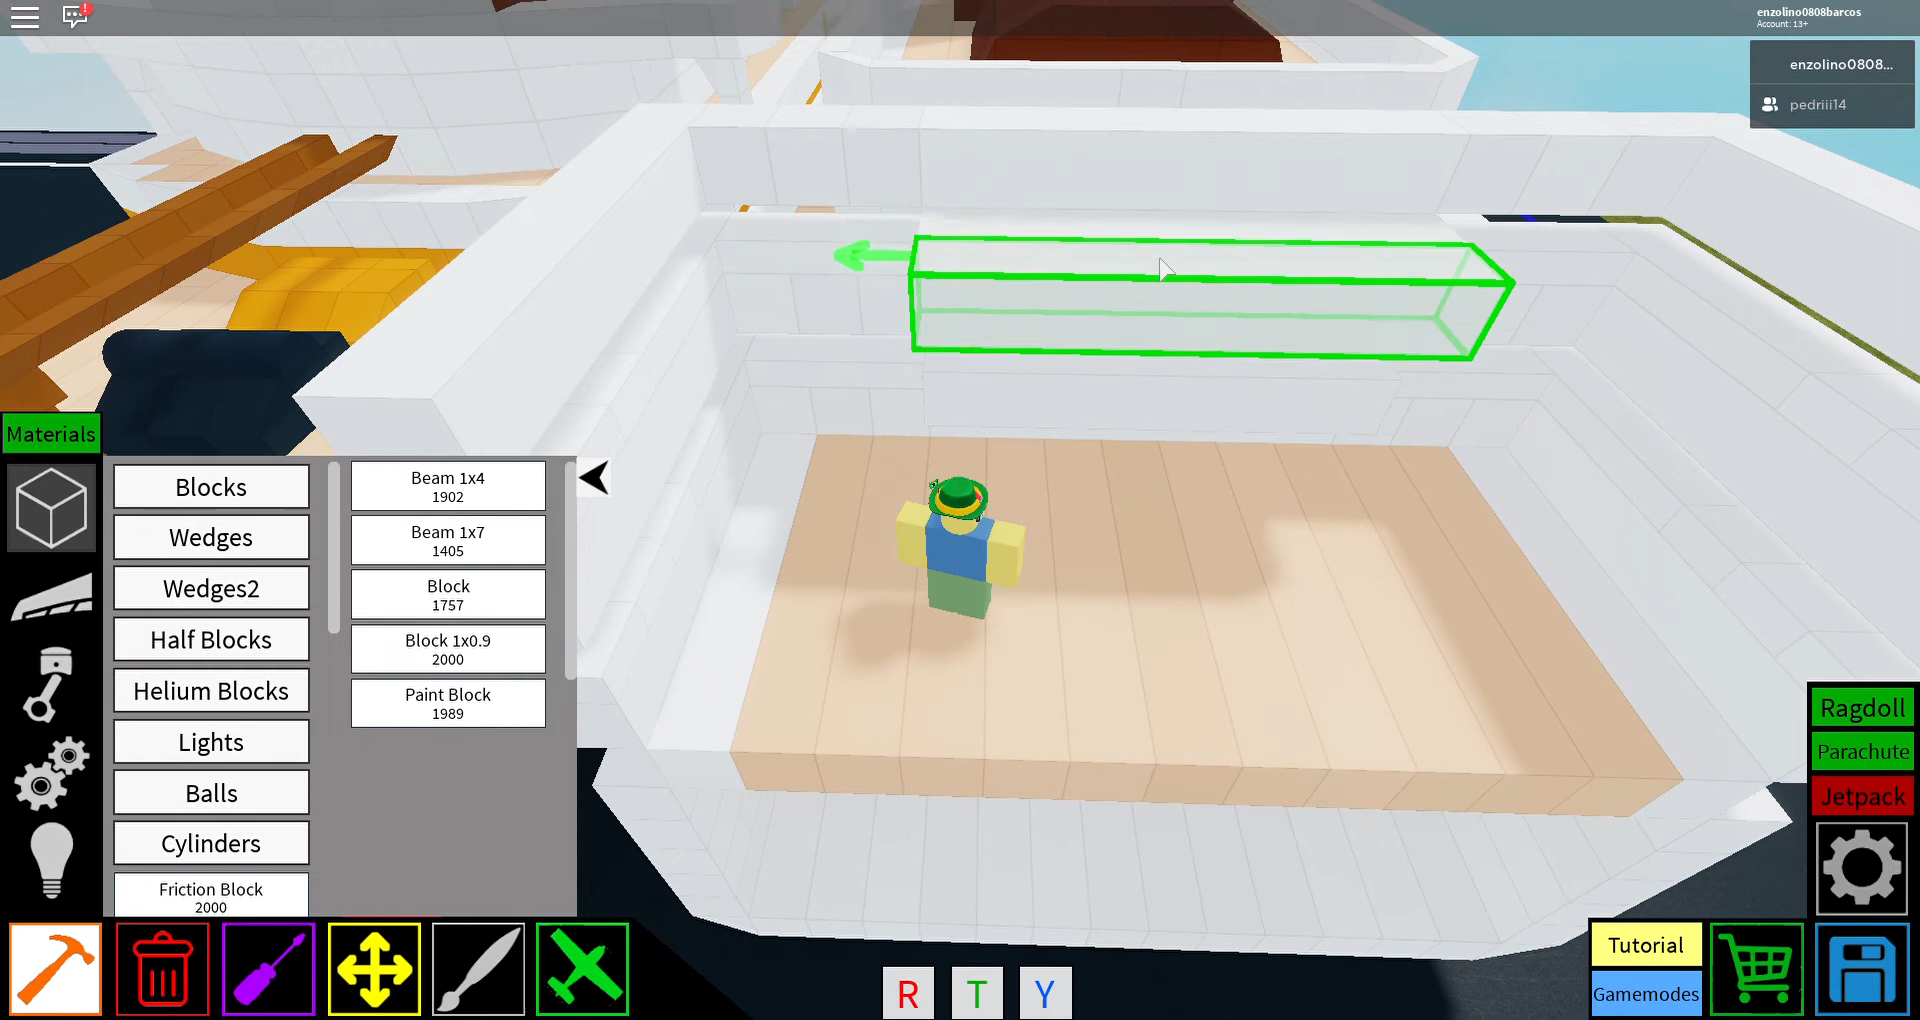 !
enzolino0808barcos
Account: 13+
enzolino0808...
pedriii14
Materials
Blocks
Wedges
Wedges2
Half Blocks
Helium Blocks
Lights
Balls
Cylinders
Friction Block
2000
Beam 1x4
1902
Beam 1x7
1405
Block
1757
Block 1x0.9
2000
Paint Block
1989
Ragdoll
Parachute
Jetpack
Tutorial
Gamemodes
R T Y